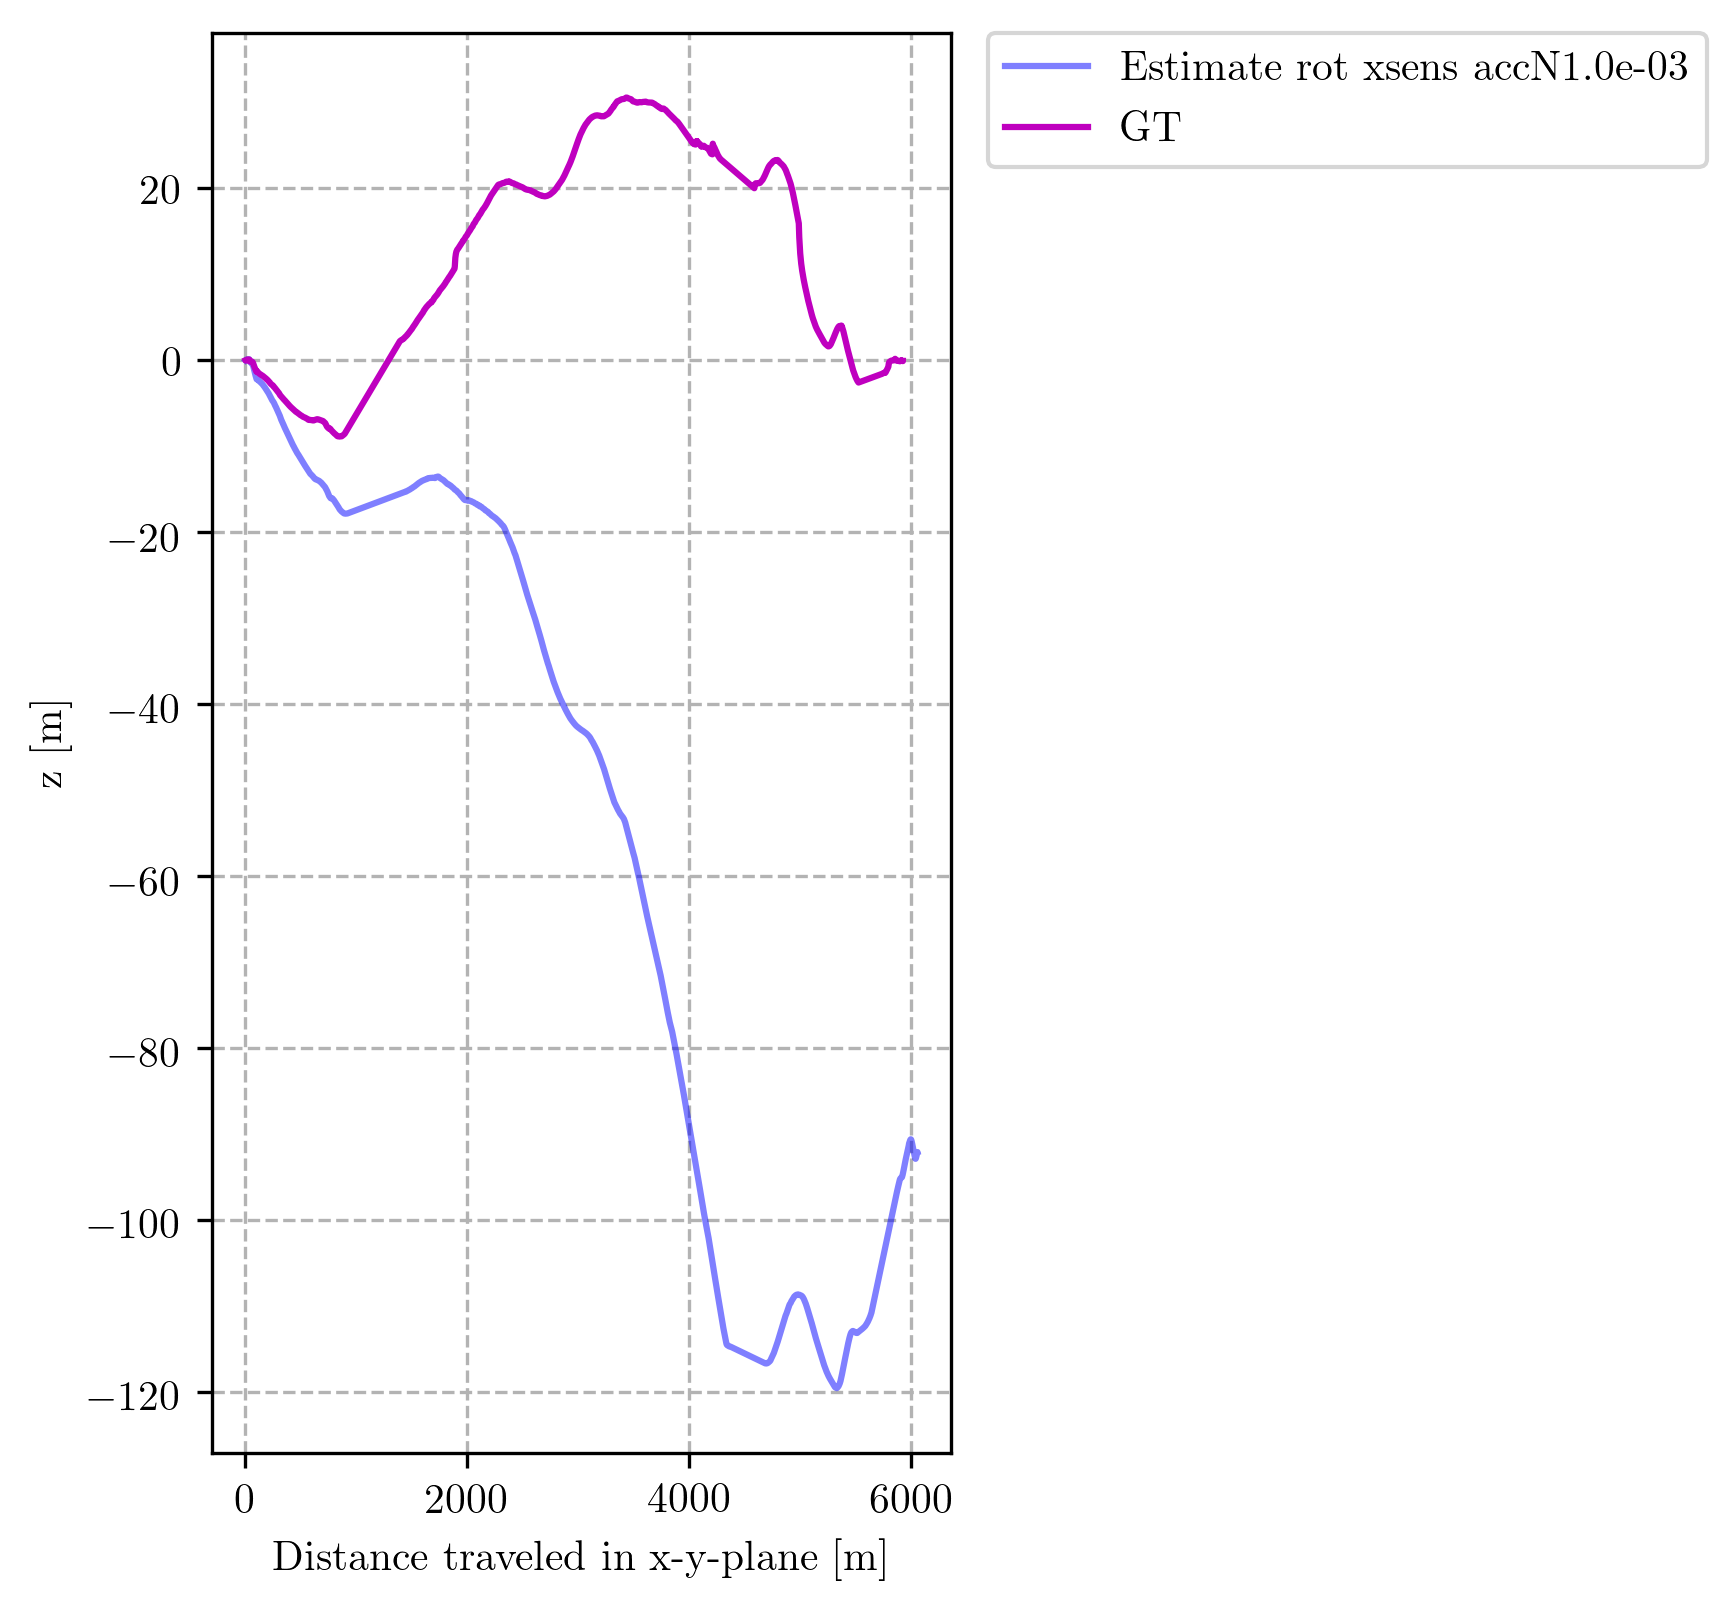 Estimate rot xsens accN1.0e-03
GT
20
0
−20
−40
−60
−80
−100
−120
z [m]
0 2000 4000 6000
Distance traveled in x-y-plane [m]